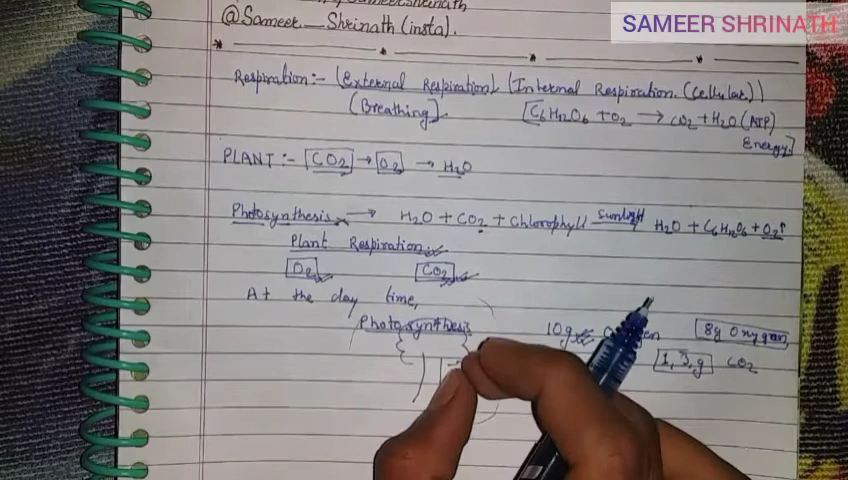 SAMEER SHRINATH
@Sameer_Shrinath (insta).
Respiration:- (External Respiration) (Internal Respiration. (Cellular))
(Breathing). [C6H12O6 + O2 → CO2 + H2O (ATP)
Energy.]
PLANT :- CO2 → O2 → H2O
Photosynthesis → H2O + CO2 + Chlorophyll sunlight H2O + C6H12O6 + O2↑
Plant Respiration
O2 CO2
At the day time,
Photosynthesis 10g 8g Oxygen
1, 3, g CO2